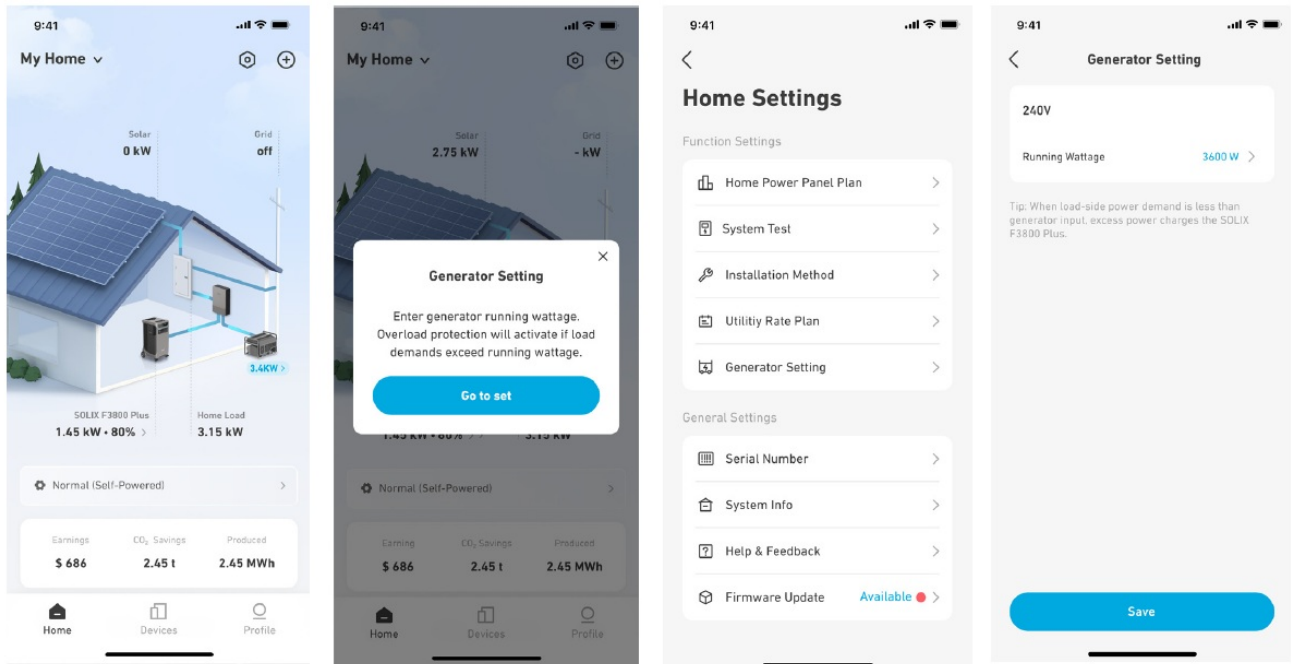 9:41
My Home
Solar
0 kW
Grid
off
3.4KW >
SOLIX F3800 Plus
1.45 kW • 80% >
Home Load
3.15 kW
Normal (Self-Powered)
Earnings
$ 686
CO₂ Savings
2.45 t
Produced
2.45 MWh
Home
Devices
Profile
9:41
My Home
Solar
2.75 kW
Grid
- kW
Generator Setting
Enter generator running wattage.
Overload protection will activate if load
demands exceed running wattage.
Go to set
1.45 kW • 80%
3.15 kW
Normal (Self-Powered)
Earning
$ 686
CO₂ Savings
2.45 t
Produced
2.45 MWh
Home
Devices
Profile
9:41
Home Settings
Function Settings
Home Power Panel Plan
System Test
Installation Method
Utilitiy Rate Plan
Generator Setting
General Settings
Serial Number
System Info
Help & Feedback
Firmware Update Available
9:41
Generator Setting
240V
Running Wattage 3600 W
Tip: When load-side power demand is less than
generator input, excess power charges the SOLIX
F3800 Plus.
Save